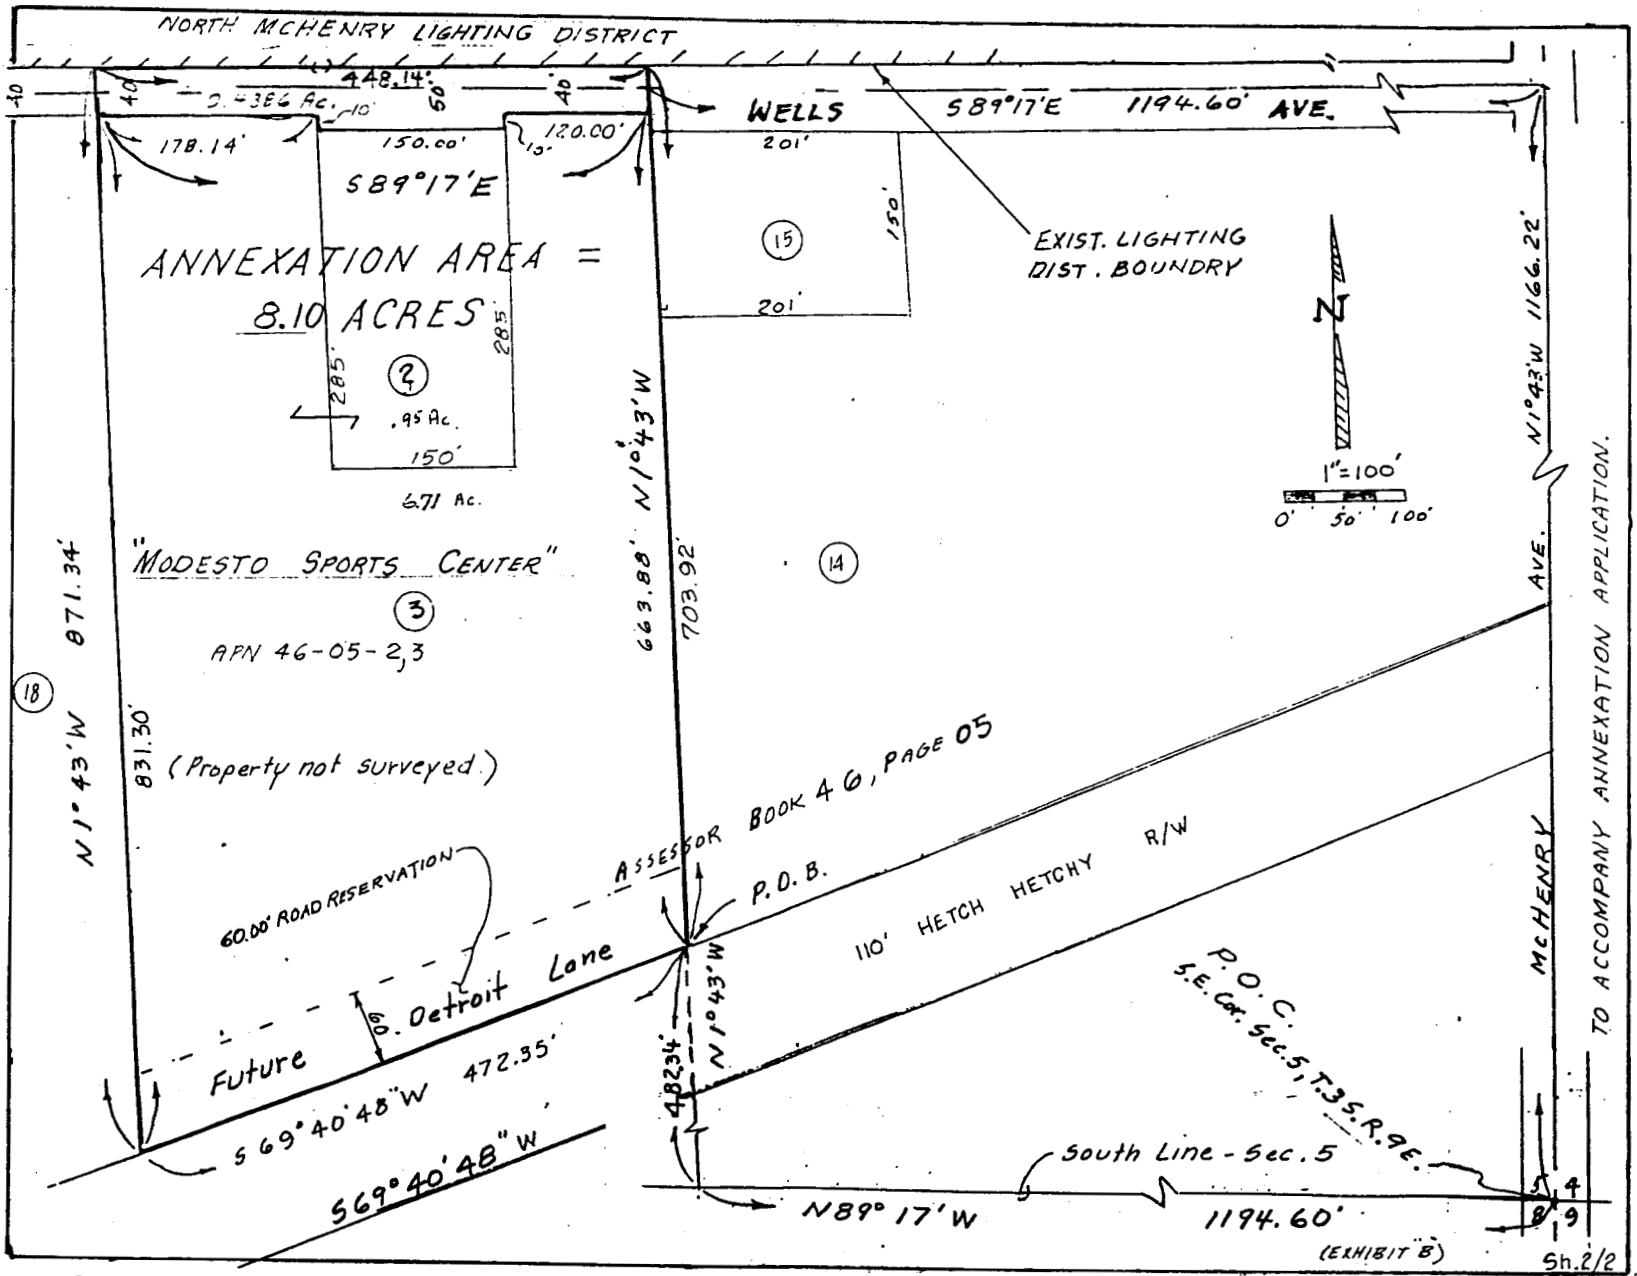 NORTH MCHENRY LIGHTING DISTRICT
448.14'
40
40
0.4386 Ac.
10'
50'
40
WELLS
S89°17'E
1194.60'
AVE.
178.14'
150.00'
10'
120.00'
201'
S89°17'E
150'
15
EXIST. LIGHTING
DIST. BOUNDRY
ANNEXATION AREA =
8.10 ACRES
201'
285'
285'
2
.95 Ac.
150'
6.71 Ac.
N
1"=100'
0' 50' 100'
N1°43'W 1166.22'
"MODESTO SPORTS CENTER"
3
APN 46-05-2,3
14
18
N1°43'W 871.34'
831.30'
663.88' N1°43'W
703.92'
(Property not surveyed.)
ASSESSOR BOOK 46, PAGE 05
60.00' ROAD RESERVATION
P.O.B.
110' HETCH HETCHY R/W
60
Future Detroit Lane
S69°40'48"W 472.35'
S69°40'48"W
482.34'
N1°43'W
P.O.C.
S.E. Cor. Sec.5, T.3S.R.9E.
McHENRY AVE.
South Line - Sec. 5
N89°17'W
1194.60'
5 4
8 9
(EXHIBIT "B")
Sh.2/2
TO ACCOMPANY ANNEXATION APPLICATION.